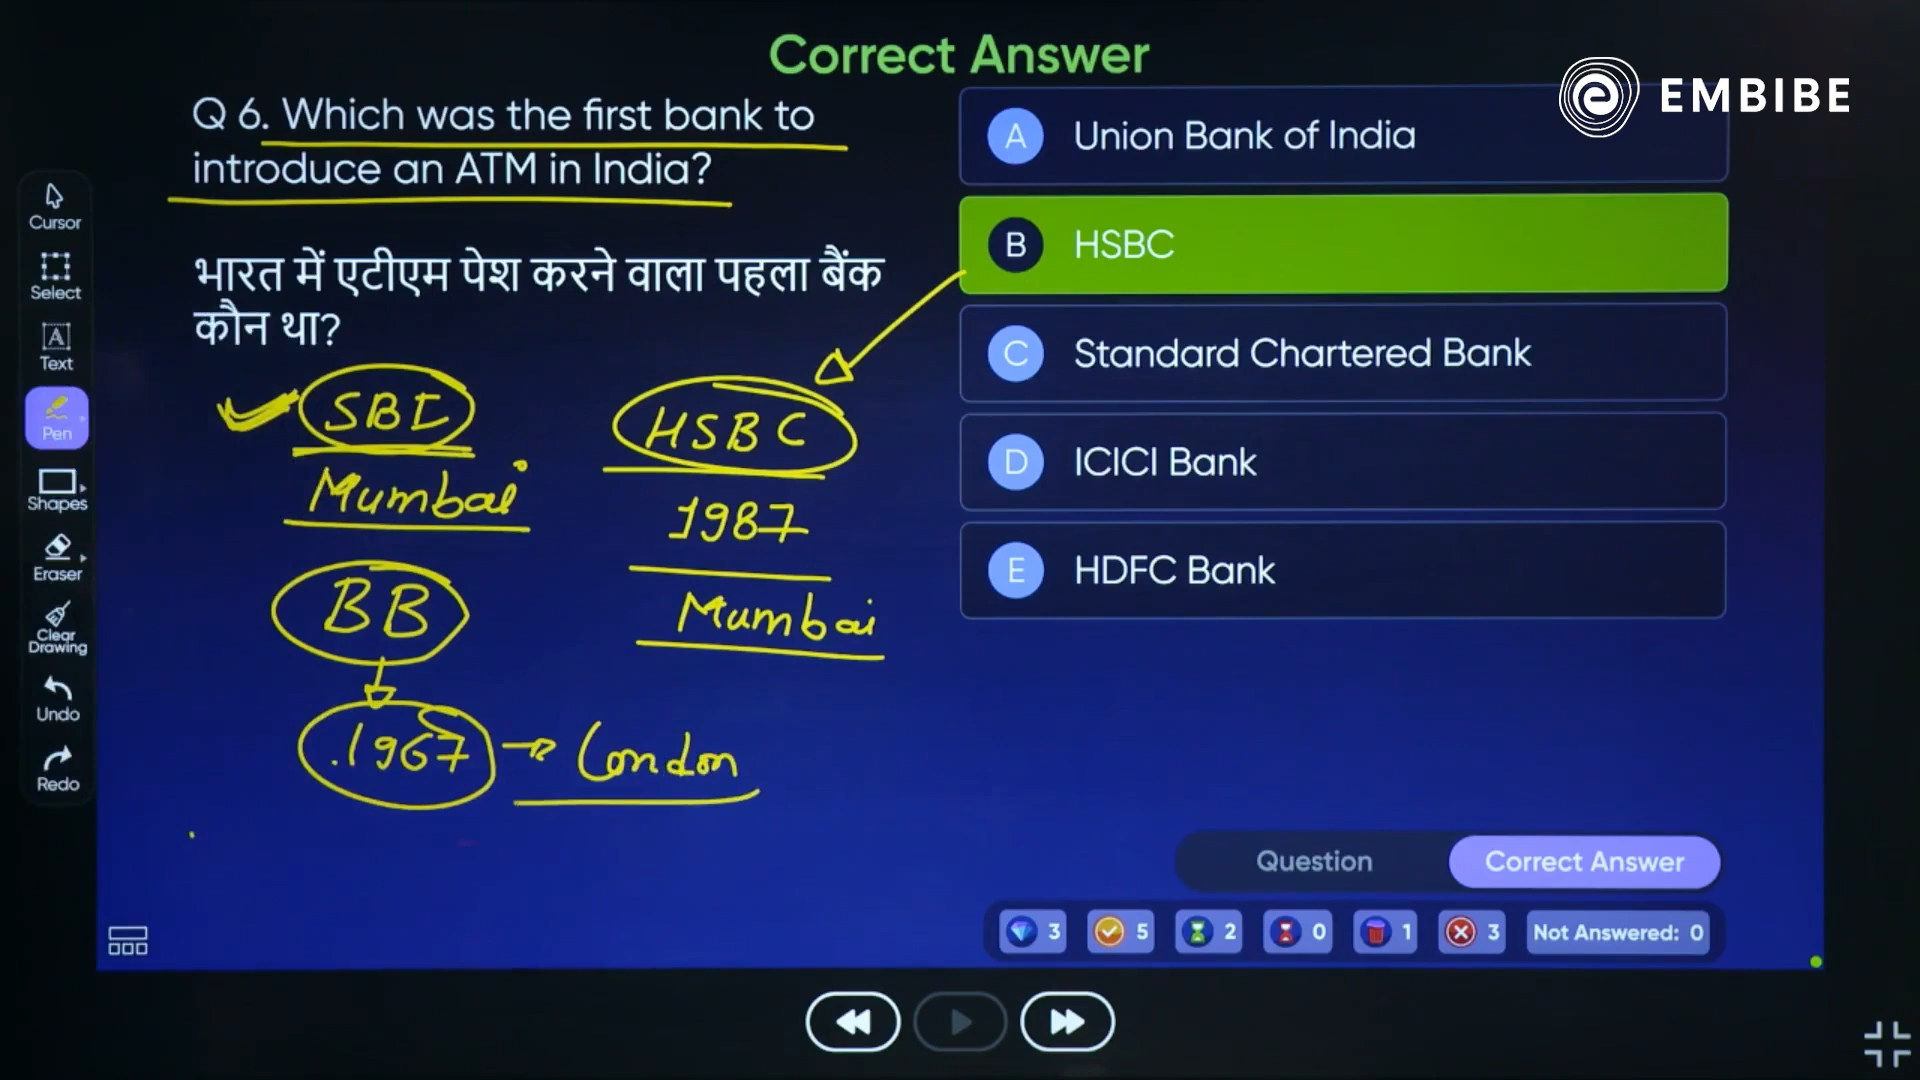 Correct Answer
EMBIBE
Q 6. Which was the first bank to
introduce an ATM in India?
भारत में एटीएम पेश करने वाला पहला बैंक
कौन था?
A Union Bank of India
B HSBC
C Standard Chartered Bank
D ICICI Bank
E HDFC Bank
SBI
Mumbai
HSBC
1987
Mumbai
BB
.1967 → London
Cursor
Select
A
Text
Pen
Shapes
Eraser
Clear
Drawing
Undo
Redo
Question
Correct Answer
3
5
2
0
1
3
Not Answered: 0